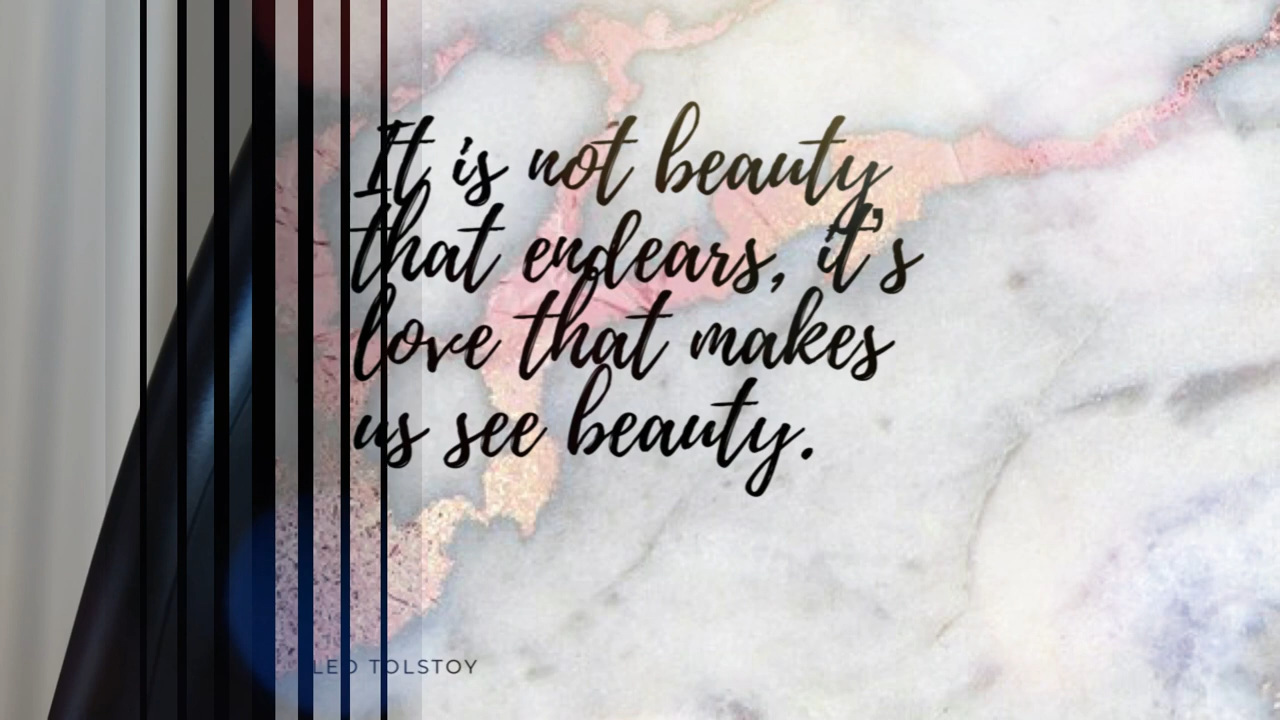 It is not beauty
that endears, it's
love that makes
us see beauty.
LEO TOLSTOY